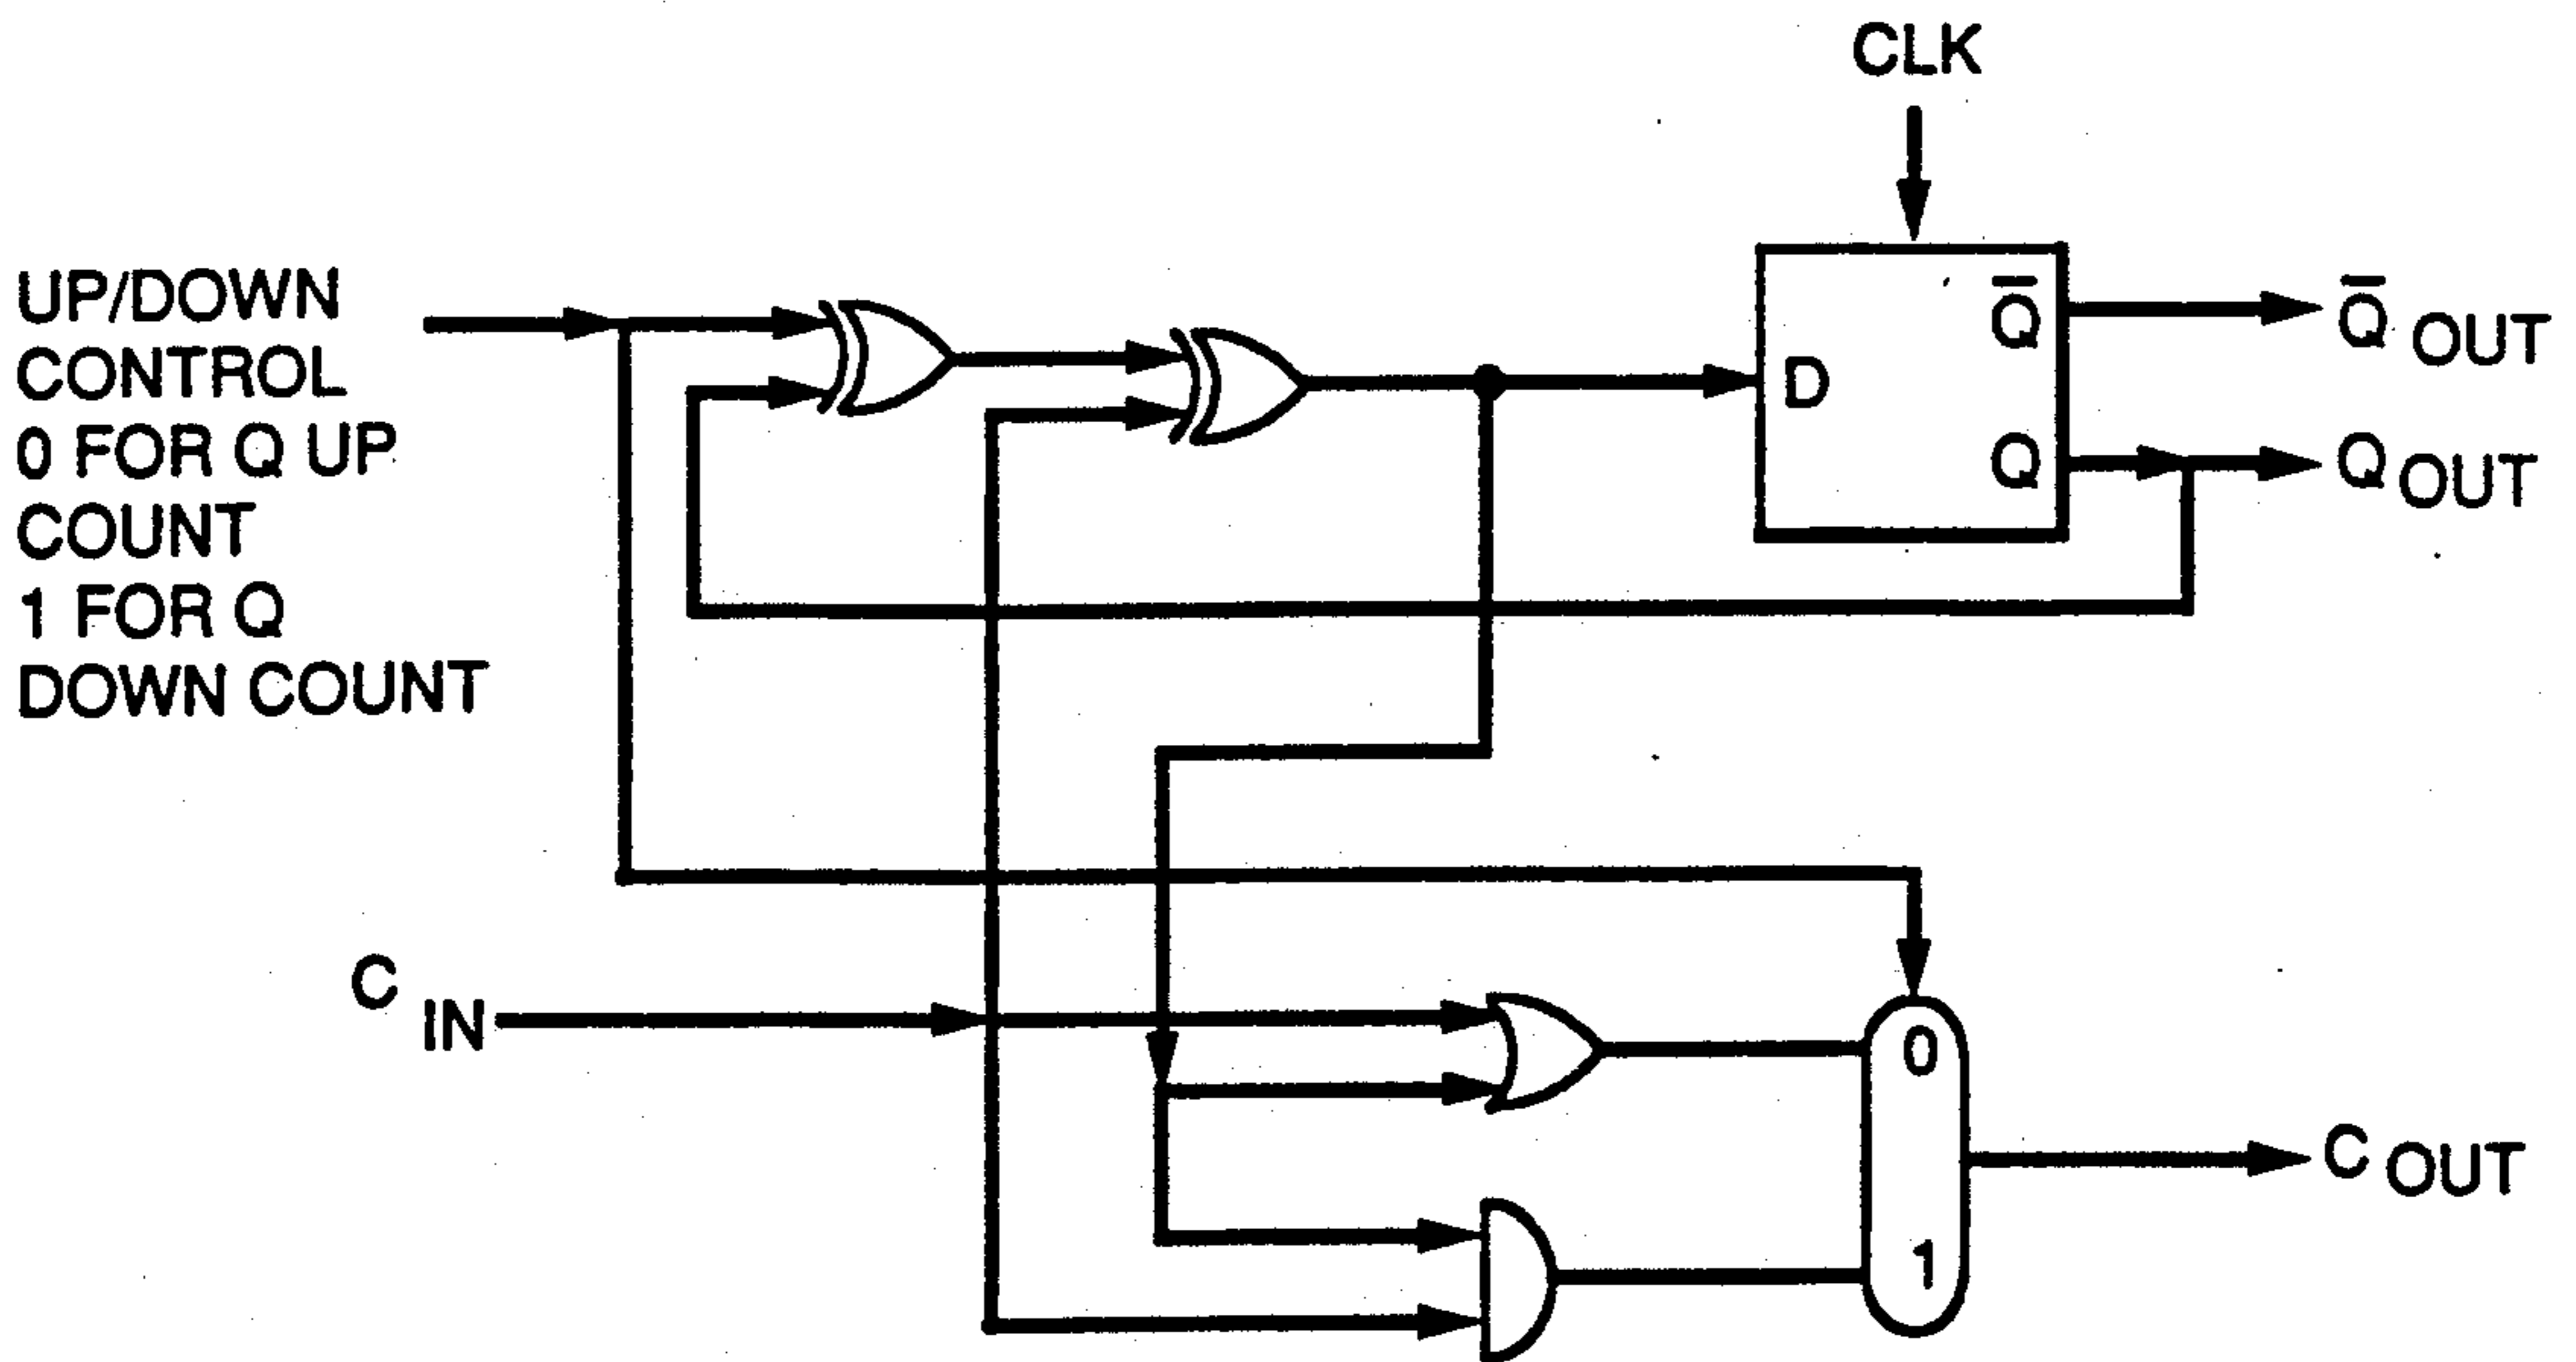 CLK
UP/DOWN
CONTROL
0 FOR Q UP
COUNT
1 FOR Q
DOWN COUNT
Q̅
Q̅ OUT
D
Q
Q OUT
C IN
0
1
C OUT